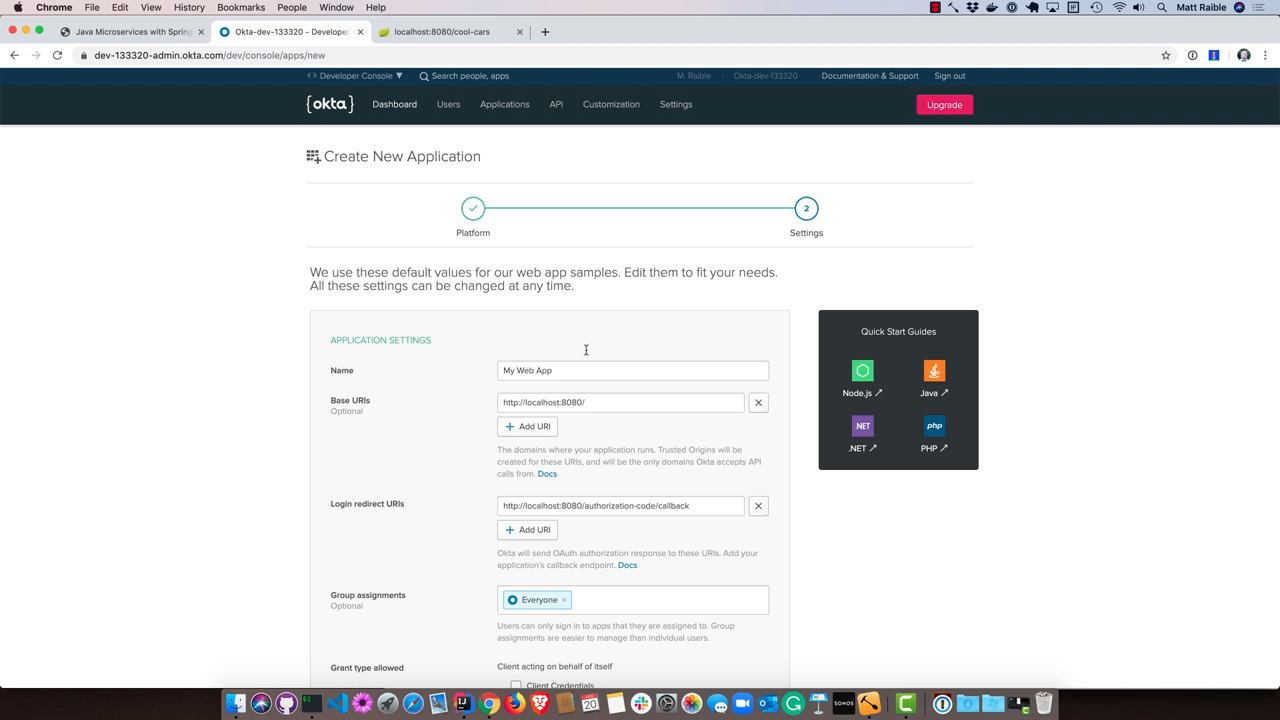 Chrome File Edit View History Bookmarks People Window Help Matt Raible
Java Microservices with Spring Okta-dev-133320 - Developer localhost:8080/cool-cars
dev-133320-admin.okta.com/dev/console/apps/new
<> Developer Console ▼ Search people, apps M. Raible · Okta-dev-133320 Documentation & Support Sign out
{okta} Dashboard Users Applications API Customization Settings Upgrade
Create New Application
2
Platform Settings
We use these default values for our web app samples. Edit them to fit your needs.
All these settings can be changed at any time.
APPLICATION SETTINGS
Name My Web App
Base URIs http://localhost:8080/
Optional
+ Add URI
The domains where your application runs. Trusted Origins will be
created for these URIs, and will be the only domains Okta accepts API
calls from. Docs
Login redirect URIs http://localhost:8080/authorization-code/callback
+ Add URI
Okta will send OAuth authorization response to these URIs. Add your
application's callback endpoint. Docs
Group assignments Everyone ×
Optional
Users can only sign in to apps that they are assigned to. Group
assignments are easier to manage than individual users.
Grant type allowed Client acting on behalf of itself
Client Credentials
Quick Start Guides
Node.js Java
.NET php
.NET PHP
20
SONOS